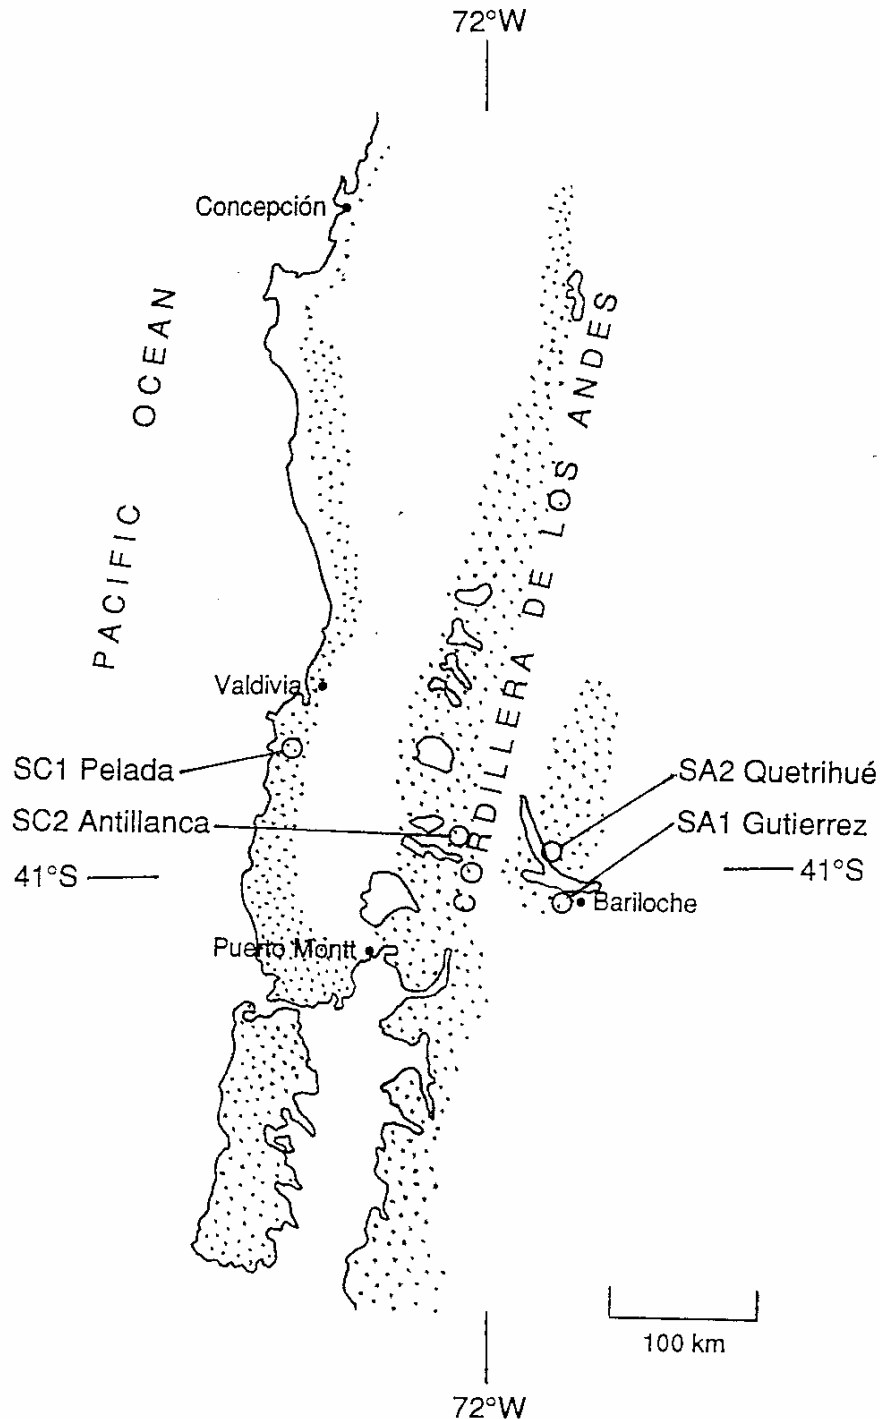 72°W
Concepción
PACIFIC OCEAN
CORDILLERA DE LOS ANDES
Valdivia
SC1 Pelada
SA2 Quetrihué
SC2 Antillanca
SA1 Gutierrez
41°S
41°S
Bariloche
Puerto Montt
100 km
72°W